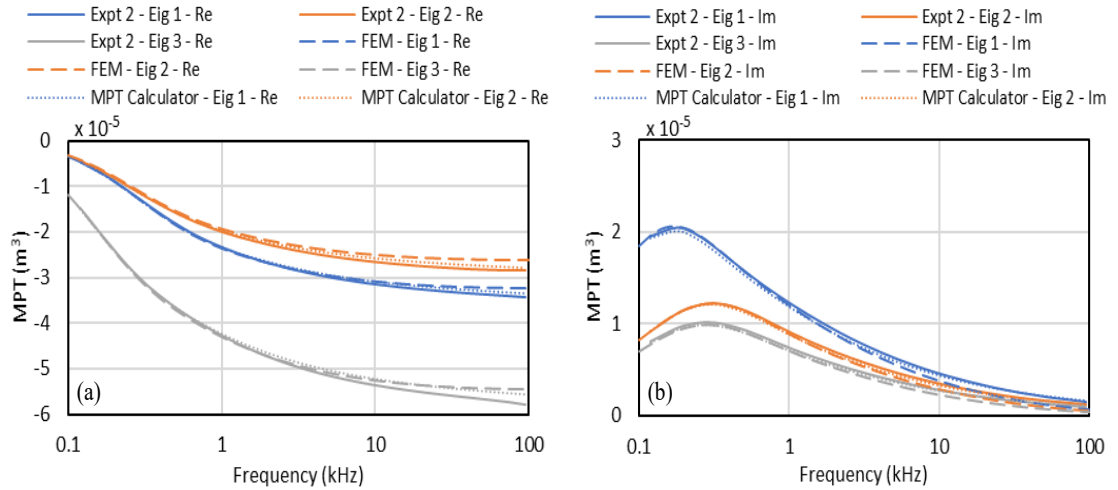 Expt 2 - Eig 1 - Re
Expt 2 - Eig 2 - Re
Expt 2 - Eig 3 - Re
FEM - Eig 1 - Re
FEM - Eig 2 - Re
FEM - Eig 3 - Re
MPT Calculator - Eig 1 - Re
MPT Calculator - Eig 2 - Re
x 10⁻⁵
0
-1
-2
-3
-4
-5
-6
MPT (m³)
(a)
0.1
1
10
100
Frequency (kHz)
Expt 2 - Eig 1 - Im
Expt 2 - Eig 2 - Im
Expt 2 - Eig 3 - Im
FEM - Eig 1 - Im
FEM - Eig 2 - Im
FEM - Eig 3 - Im
MPT Calculator - Eig 1 - Im
MPT Calculator - Eig 2 - Im
x 10⁻⁵
3
2
1
0
MPT (m³)
(b)
0.1
1
10
100
Frequency (kHz)